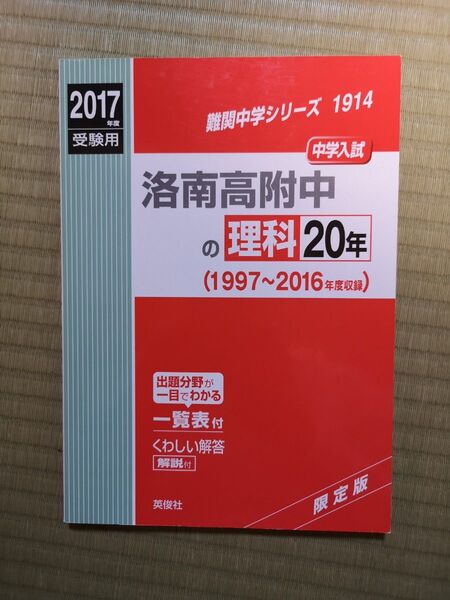 2017年度
受験用
難関中学シリーズ 1914
中学入試
洛南高附中
の理科20年
(1997〜2016年度収録)
出題分野が
一目でわかる
一覧表付
くわしい解答
解説付
限定版
英俊社